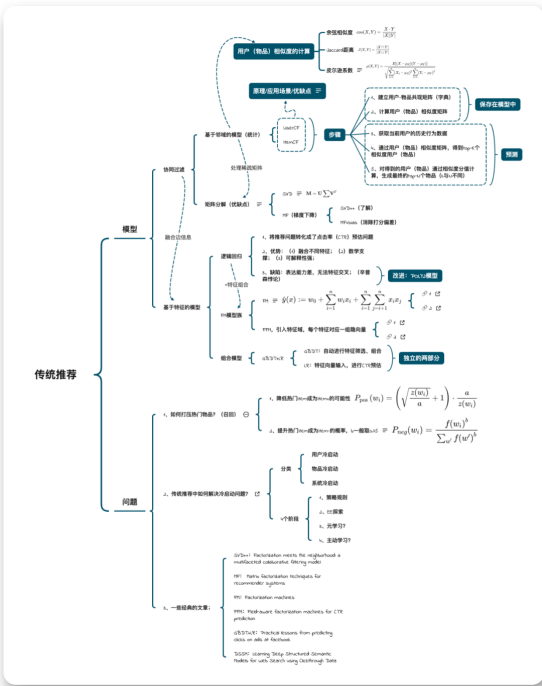 传统推荐
模型
协同过滤
基于邻域的模型（统计）
userCF
itemCF
原理/应用场景/优缺点
用户（物品）相似度的计算
余弦相似度
Jaccard距离
皮尔逊系数
步骤
1、建立用户-物品共现矩阵（字典）
2、计算用户（物品）相似度矩阵
保存在模型中
3、获取当前用户的历史行为数据
4、通过用户（物品）相似度矩阵，得到Top-K个
相似度用户（物品）
5、对得到的用户（物品）通过相似度分值计
算，生成最终的Top-N个物品
预测
处理稀疏矩阵
矩阵分解（优缺点）
SVD
MF（梯度下降）
SVD++（了解）
融合边信息
基于特征的模型
逻辑回归
1、将推荐问题转化成了点击率（CTR）预估问题
2、优势：（1）融合不同特征；（2）数学支
撑；（3）可解释性强；
3、缺陷：表达能力差，无法特征交叉；（辛普
森悖论）
改进：POLY2模型
+特征组合
FM模型族
FM
FFM，引入特征域，每个特征对应一组隐向量
组合模型
GBDT+LR
GBDT：自动进行特征筛选、组合
LR：特征向量输入，进行CTR预估
独立的两部分
问题
1、如何打压热门物品？（召回）
1、降低热门item成为item的可能性
2、提升热门item成为item的概率，b一般取
2、传统推荐中如何解决冷启动问题？
分类
用户冷启动
物品冷启动
系统冷启动
4个阶段
1、策略规则
2、EE探索
3、元学习？
4、主动学习？
3、一些经典的文章：
SVD++：Factorization meets the neighborhood: a
multifaceted collaborative filtering model
MF：Matrix factorization techniques for
recommender systems
FM：Factorization machines
FFM：Field-aware factorization machines for CTR
prediction
GBDT+LR：Practical lessons from predicting
clicks on ads at facebook
DSSM：Learning Deep Structured Semantic
Models for Web Search using Clickthrough Data